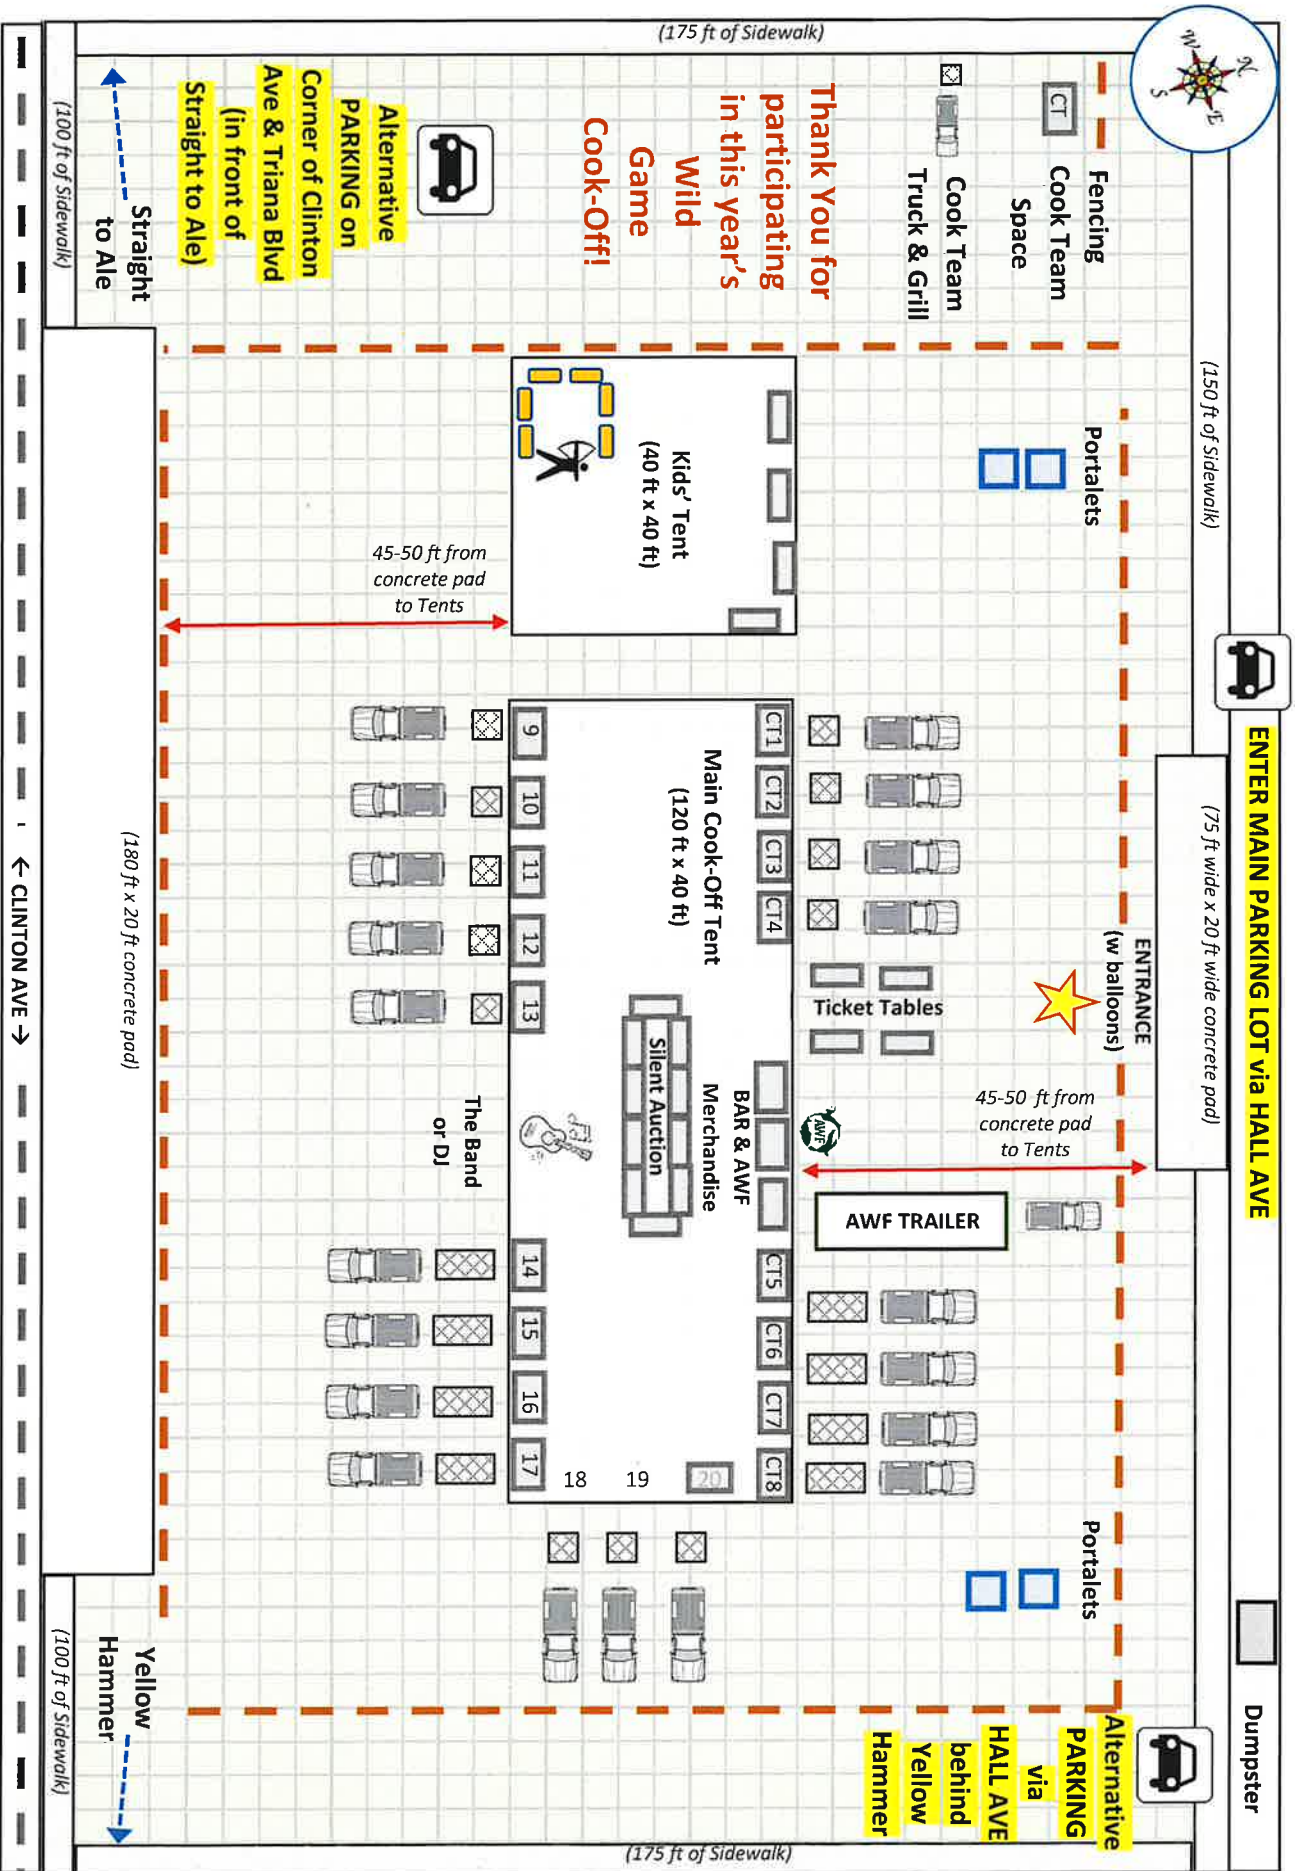 (175 ft of Sidewalk)
N
E
S
W
Fencing
CT
Cook Team
Space
Cook Team
Truck & Grill
Thank You for
participating
in this year's
Wild
Game
Cook-Off!
Alternative
PARKING on
Corner of Clinton
Ave & Triana Blvd
(in front of
Straight to Ale)
Straight
to Ale
(100 ft of Sidewalk)
(150 ft of Sidewalk)
ENTER MAIN PARKING LOT via HALL AVE
(75 ft wide x 20 ft wide concrete pad)
Dumpster
Portalets
ENTRANCE
(w balloons)
45-50 ft from
concrete pad
to Tents
Portalets
Alternative
PARKING
via
HALL AVE
behind
Yellow
Hammer
Ticket Tables
AWF
AWF TRAILER
Kids' Tent
(40 ft x 40 ft)
45-50 ft from
concrete pad
to Tents
CT1
CT2
CT3
CT4
BAR & AWF
Merchandise
CT5
CT6
CT7
CT8
Main Cook-Off Tent
(120 ft x 40 ft)
Silent Auction
20
19
18
9
10
11
12
13
14
15
16
17
The Band
or DJ
(180 ft x 20 ft concrete pad)
Yellow
Hammer
(100 ft of Sidewalk)
(175 ft of Sidewalk)
← CLINTON AVE →